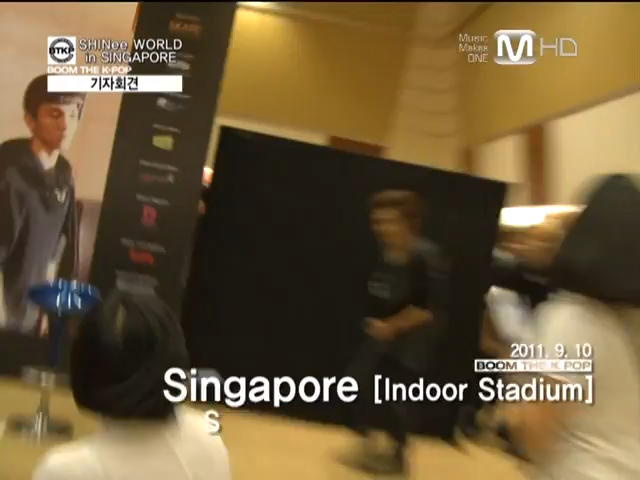 BTKP
SHINee WORLD
in SINGAPORE
BOOM THE K-POP
기자회견
Music
Makes
ONE
M HD
2011. 9. 10
BOOM THE K-POP
Singapore [Indoor Stadium]
S